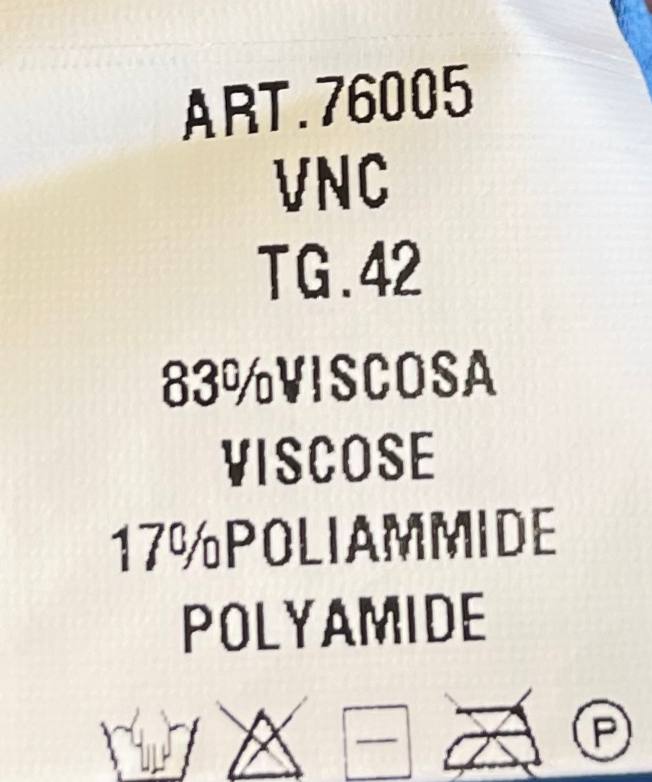 ART.76005
VNC
TG.42
83%VISCOSA
VISCOSE
17%POLIAMMIDE
POLYAMIDE
P